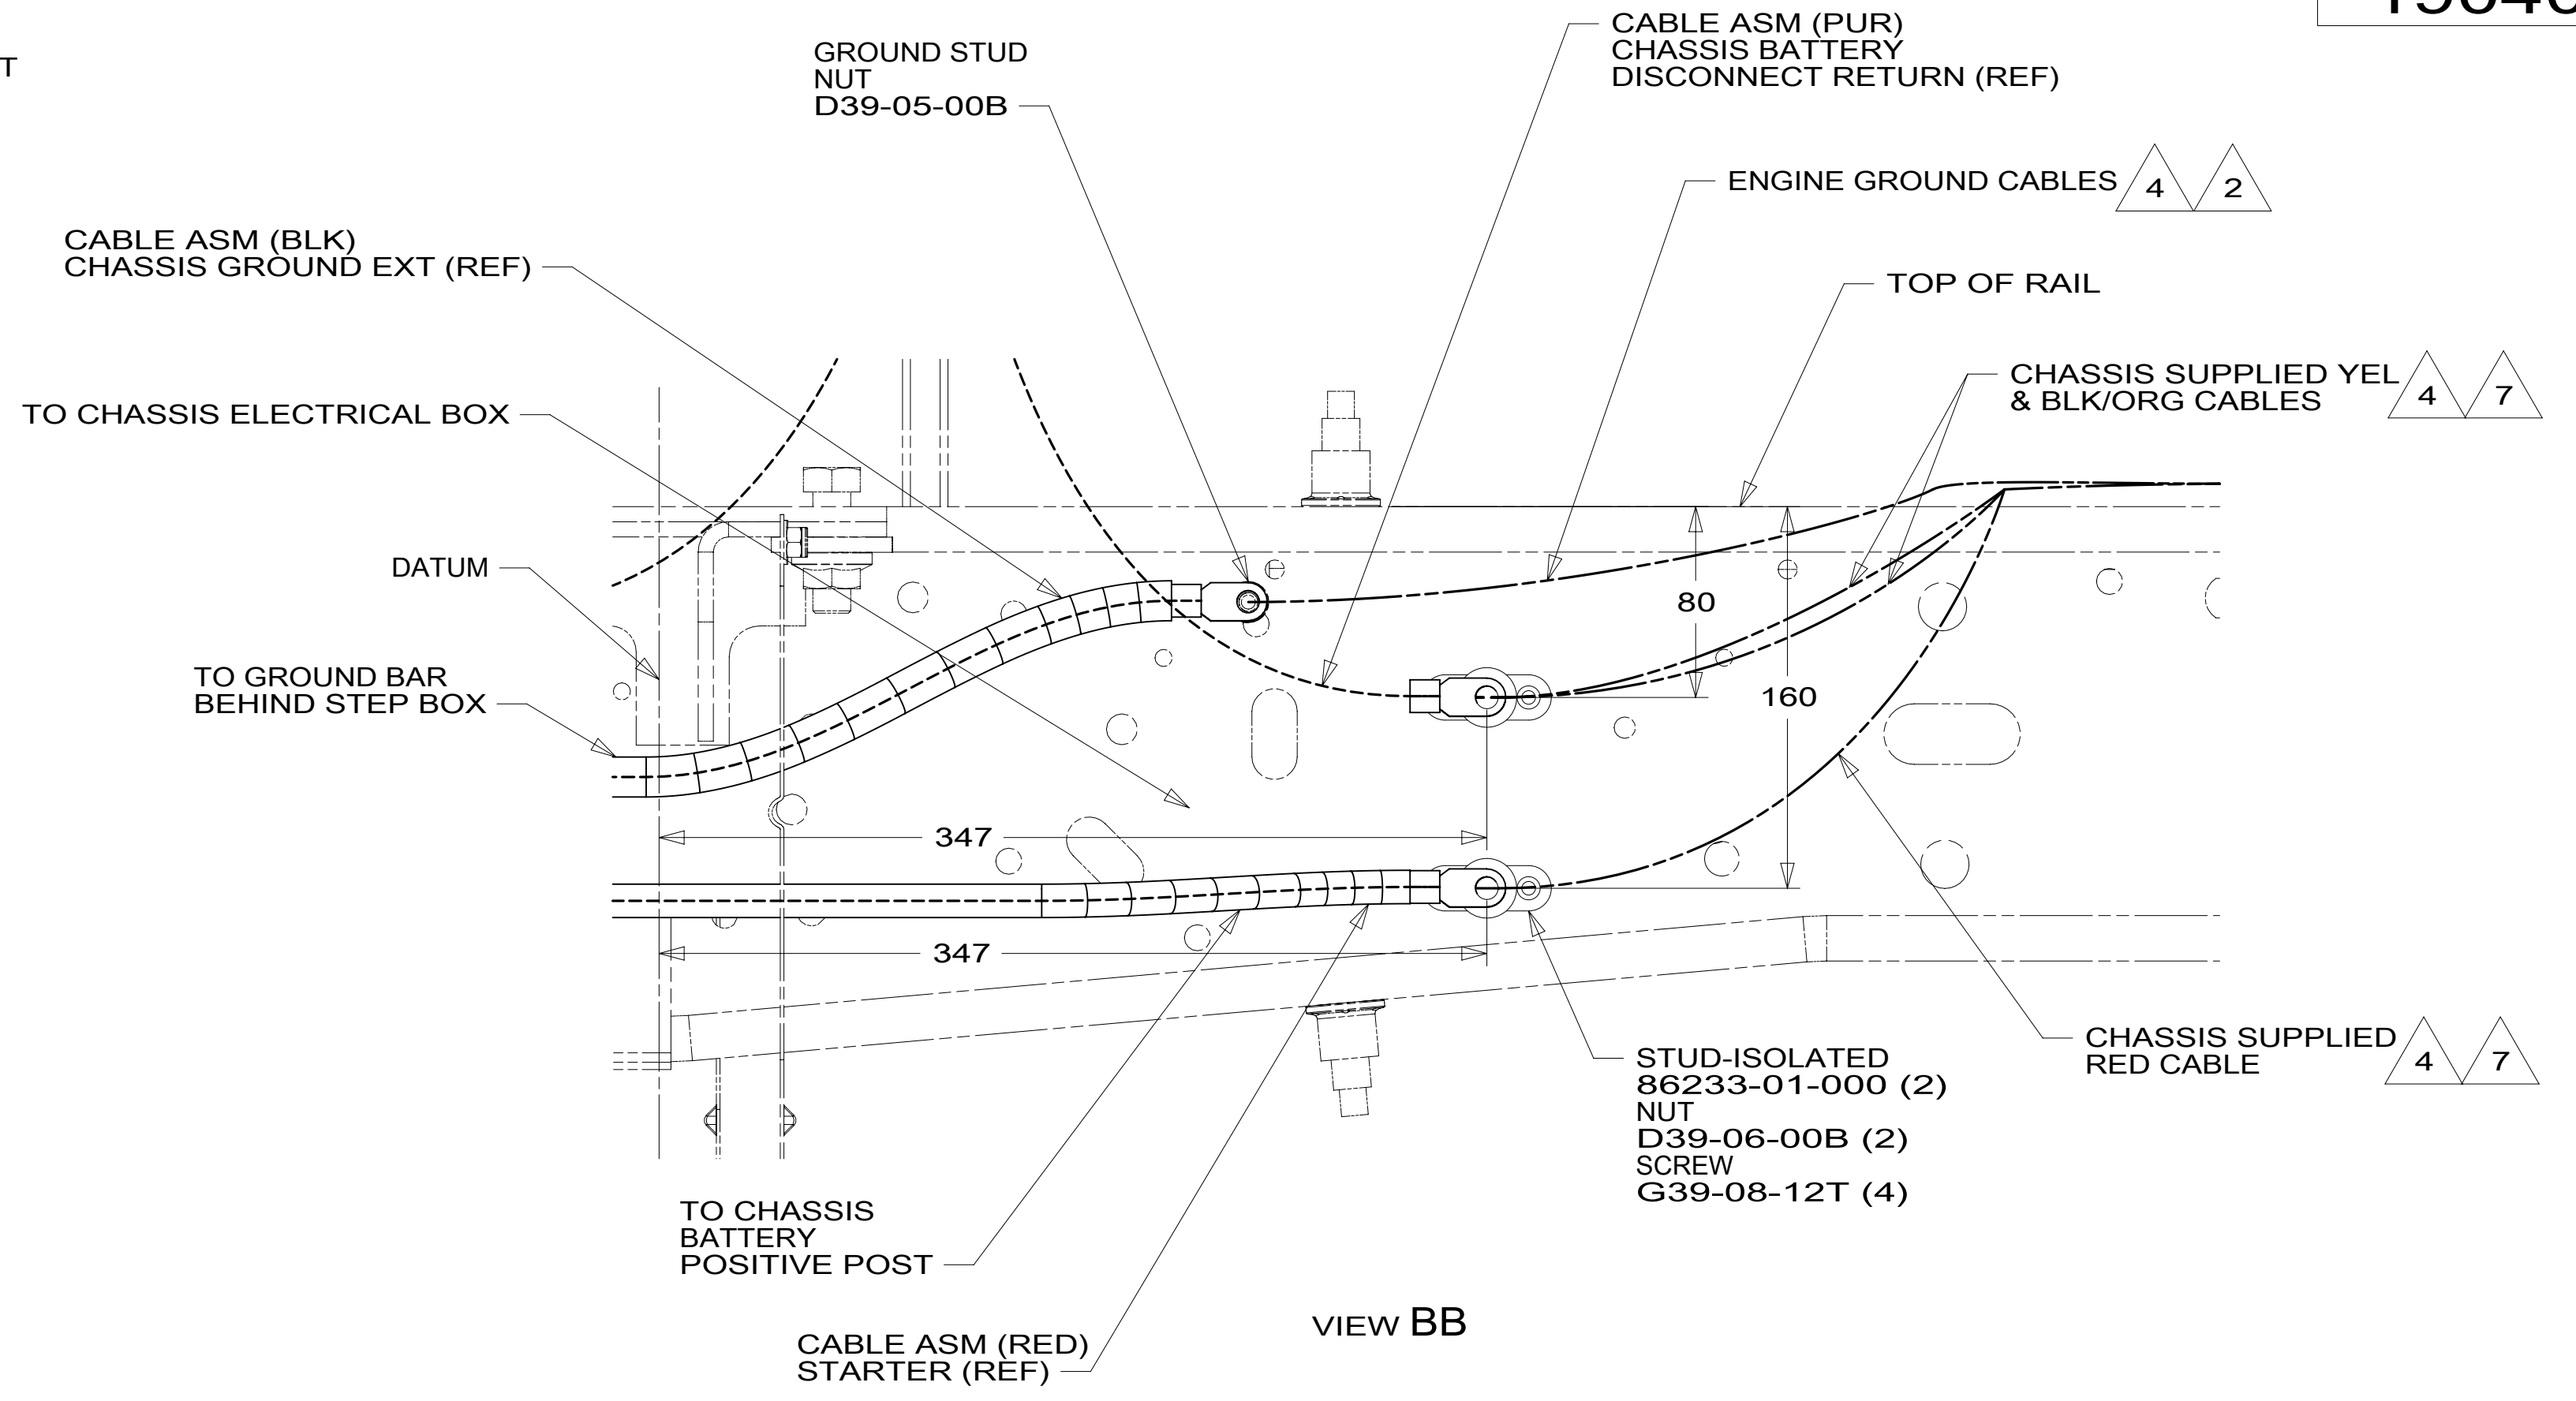 T
GROUND STUD
NUT
D39-05-00B
CABLE ASM (PUR)
CHASSIS BATTERY
DISCONNECT RETURN (REF)
ENGINE GROUND CABLES 4 2
CABLE ASM (BLK)
CHASSIS GROUND EXT (REF)
TOP OF RAIL
CHASSIS SUPPLIED YEL
& BLK/ORG CABLES
4 7
TO CHASSIS ELECTRICAL BOX
DATUM
80
TO GROUND BAR
BEHIND STEP BOX
160
347
347
STUD-ISOLATED
86233-01-000 (2)
NUT
D39-06-00B (2)
SCREW
G39-08-12T (4)
CHASSIS SUPPLIED
RED CABLE
4 7
TO CHASSIS
BATTERY
POSITIVE POST
CABLE ASM (RED)
STARTER (REF)
VIEW BB